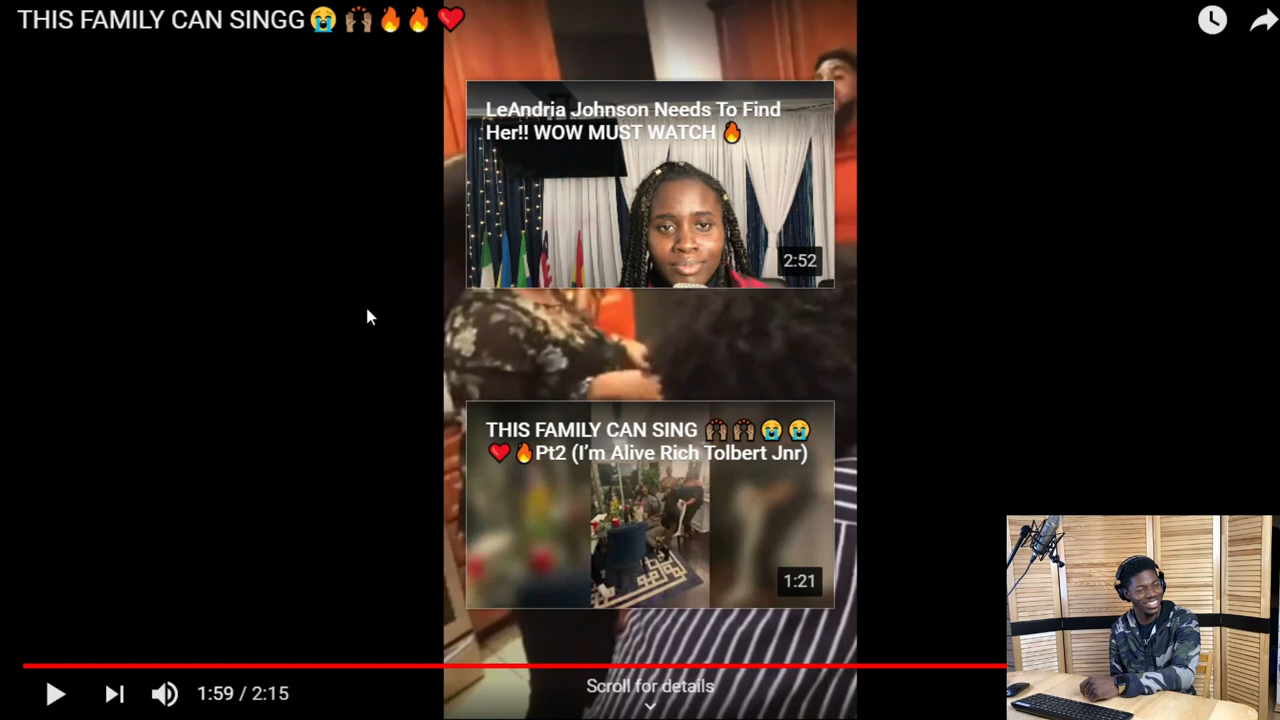 THIS FAMILY CAN SINGG😭🙌🏽🔥🔥❤️
LeAndria Johnson Needs To Find
Her!! WOW MUST WATCH 🔥
2:52
THIS FAMILY CAN SING 🙌🏽🙌🏽😭😭
❤️🔥Pt2 (I’m Alive Rich Tolbert Jnr)
1:21
1:59 / 2:15
Scroll for details